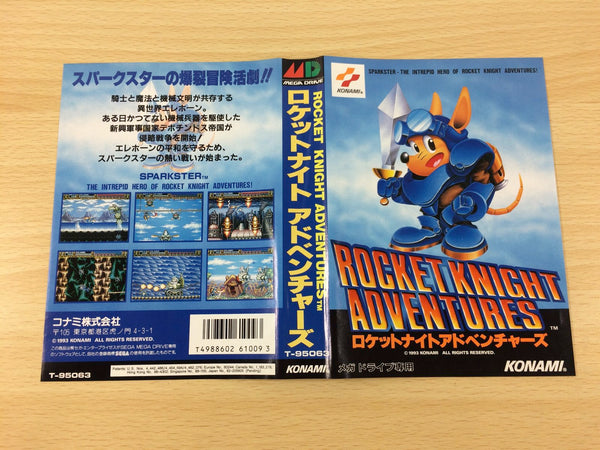 スパークスターの爆裂冒険活劇!!
騎士と魔法と機械文明が共存する
異世界エレホーン。
ある日かつてない機械兵器を駆使した
新興軍事国家デボチンドス帝国が
侵略戦争を開始!
エレホーンの平和を守るため、
スパークスターの熱い戦いが始まった。
SPARKSTER™
THE INTREPID HERO OF ROCKET KNIGHT ADVENTURES!
コナミ株式会社
〒105 東京都港区虎ノ門4-3-1
©1993 KONAMI ALL RIGHTS RESERVED.
T4988602 61009 3
T-95063
MD
MEGA DRIVE
ROCKET KNIGHT ADVENTURES™
ロケットナイト アドベンチャーズ
T-95063
KONAMI
KONAMI
SPARKSTER - THE INTREPID HERO OF ROCKET KNIGHT ADVENTURES!
ROCKET KNIGHT
ADVENTURES™
ロケットナイトアドベンチャーズ
©1993 KONAMI ALL RIGHTS RESERVED.
メガドライブ専用
KONAMI